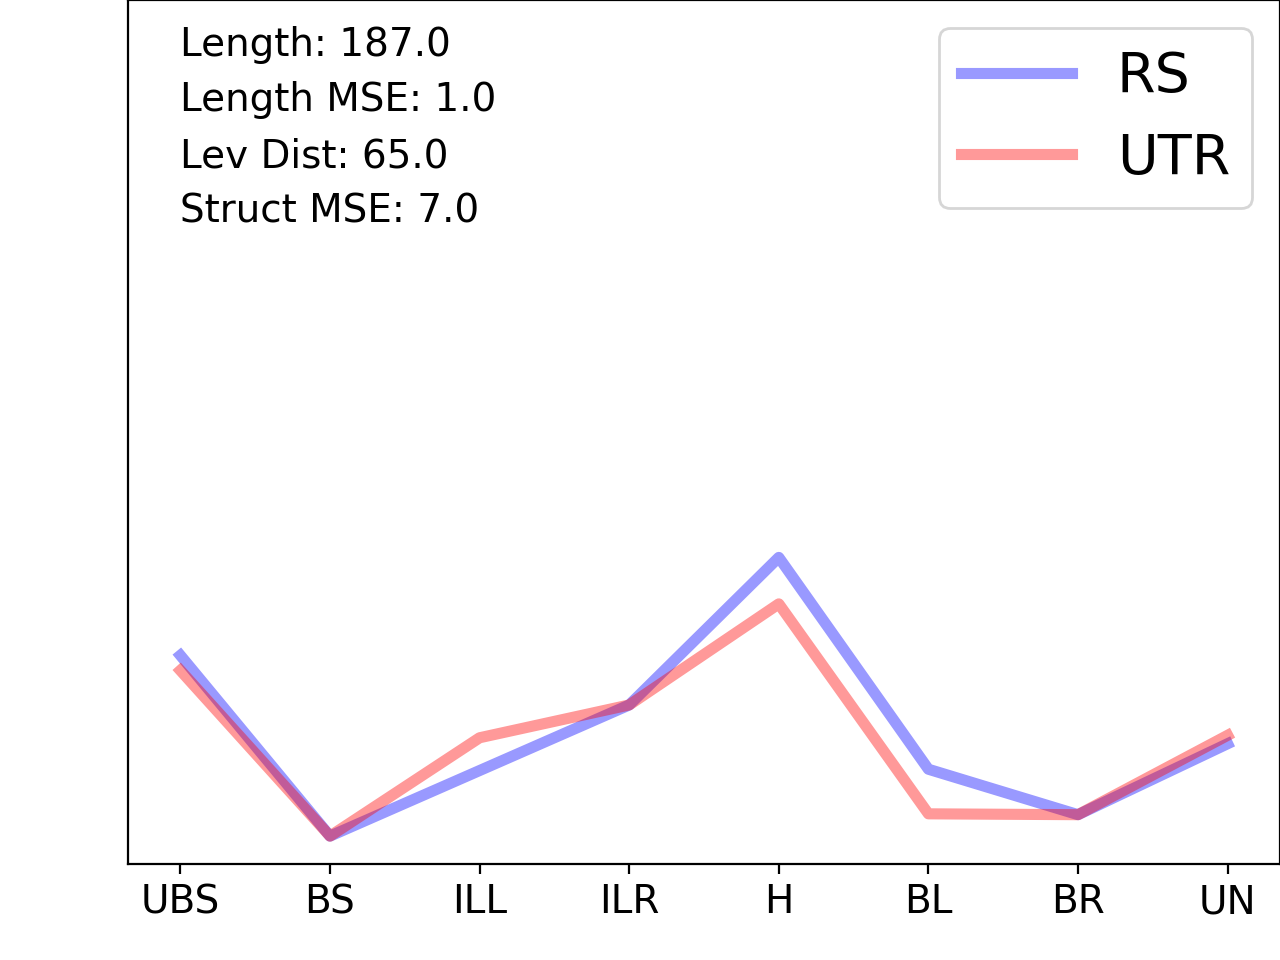 Length: 187.0
Length MSE: 1.0
Lev Dist: 65.0
Struct MSE: 7.0
RS
UTR
UBS BS ILL ILR H BL BR UN